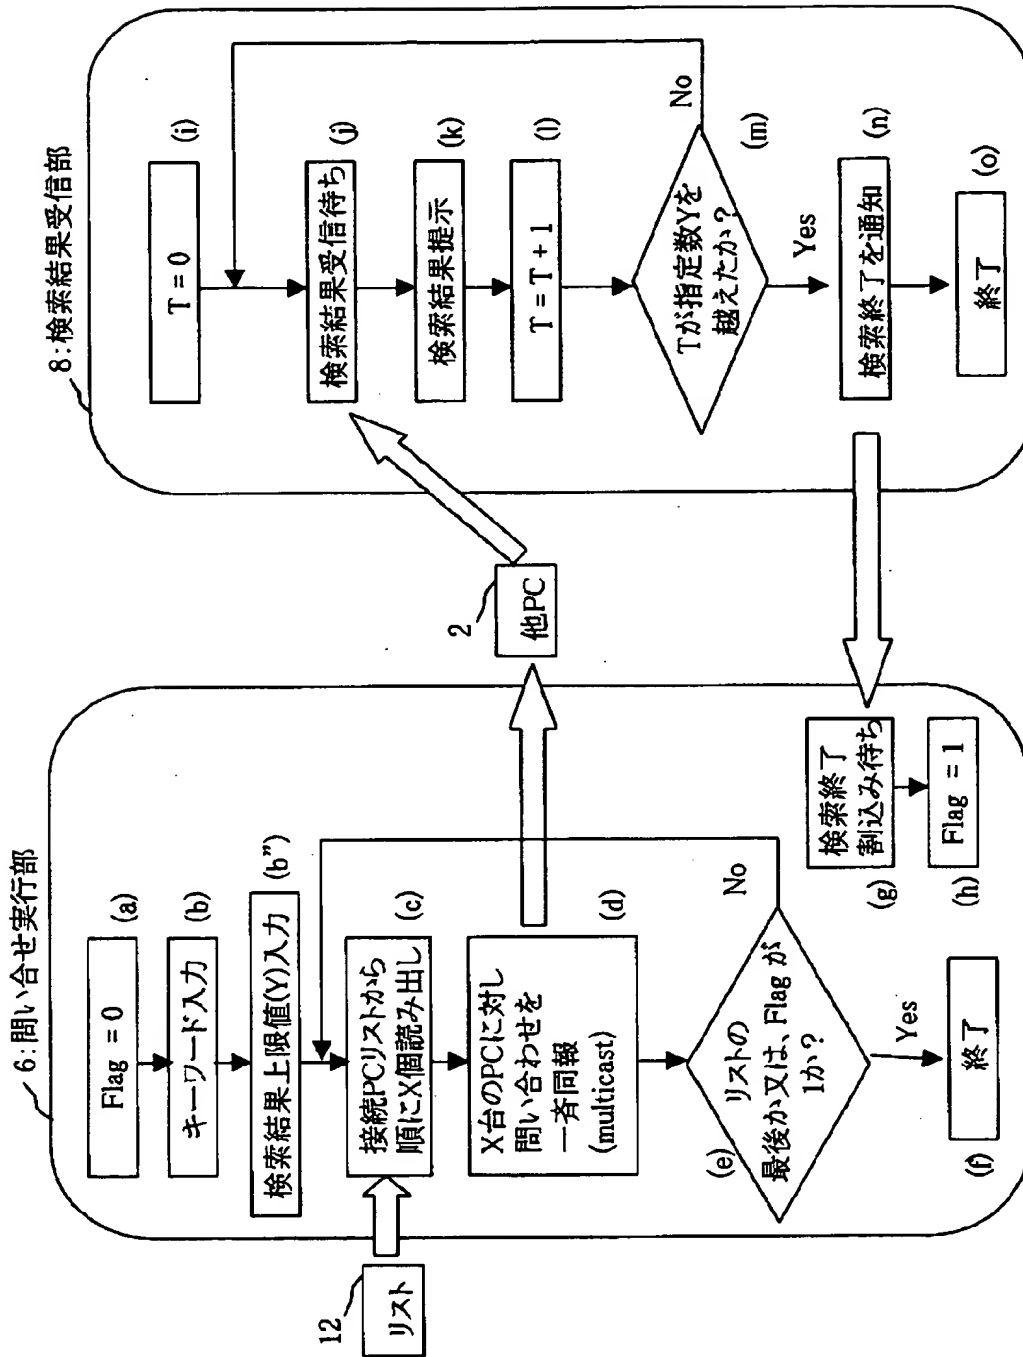 6:問い合せ実行部
Flag = 0
(a)
キーワード入力
(b)
検索結果上限値(Y)入力
(b")
12
リスト
接続PCリストから
順にX個読み出し
(c)
X台のPCに対し
問い合わせを
一斉同報
(multicast)
(d)
(e)
リストの
最後か又は、Flag が
1か?
No
Yes
終了
(f)
検索終了
割込み待ち
(g)
Flag = 1
(h)
2
他PC
8:検索結果受信部
T = 0
(i)
検索結果受信待ち
(j)
検索結果提示
(k)
T = T + 1
(l)
Tが指定数Yを
越えたか?
No
(m)
Yes
検索終了を通知
(n)
終了
(o)